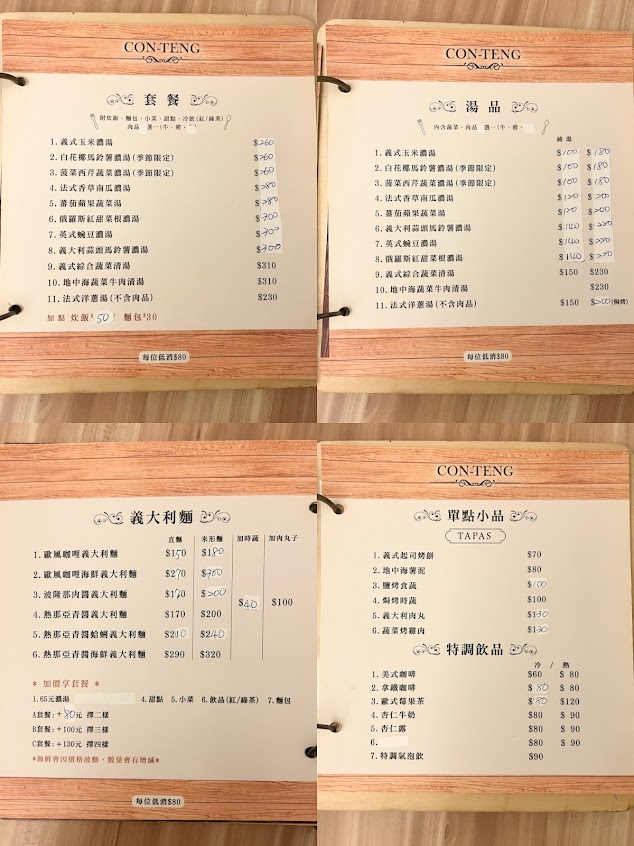 CON-TENG
套餐
附炊飯、麵包、小菜、甜點、冷飲(紅/綠茶)
肉品 選一(牛、豬、
1.義式玉米濃湯 $260
2.白花椰馬鈴薯濃湯(季節限定) $260
3.菠菜西芹蔬菜濃湯(季節限定) $260
4.法式香草南瓜濃湯 $280
5.蕃茄蘋果蔬菜湯 $280
6.俄羅斯紅甜菜根濃湯 $300
7.英式豌豆濃湯 $300
8.義大利蒜頭馬鈴薯濃湯 $300
9.義式綜合蔬菜清湯 $310
10.地中海蔬菜牛肉清湯 $310
11.法式洋蔥湯(不含肉品) $230
加點 炊飯$50 麵包$30
每位低消$80
CON-TENG
湯品
內含蔬菜、肉品 選一(牛、豬、
純湯
1.義式玉米濃湯 $100 $180
2.白花椰馬鈴薯濃湯(季節限定) $100 $180
3.菠菜西芹蔬菜濃湯(季節限定) $100 $180
4.法式香草南瓜濃湯 $120 $200
5.蕃茄蘋果蔬菜湯 $120 $200
6.義大利蒜頭馬鈴薯濃湯 $140 $220
7.英式豌豆濃湯 $140 $220
8.俄羅斯紅甜菜根濃湯 $140 $220
9.義式綜合蔬菜清湯 $150 $230
10.地中海蔬菜牛肉清湯 $230
11.法式洋蔥湯(不含肉品) $150 $200(焗烤)
每位低消$80
義大利麵
直麵 米形麵 加時蔬 加肉丸子
1.歐風咖哩義大利麵 $150 $180
2.歐風咖哩海鮮義大利麵 $270 $300
3.波隆那肉醬義大利麵 $200
$40 $100
4.熱那亞青醬義大利麵 $170 $200
5.熱那亞青醬蛤蜊義大利麵 $210 $240
6.熱那亞青醬海鮮義大利麵 $290 $320
* 加價享套餐 *
1.65元濃湯 4.甜點 5.小菜 6.飲品(紅/綠茶) 7.麵包
A套餐:+80元 擇二樣
B套餐:+100元 擇三樣
C套餐:+130元 擇四樣
*海鮮會因價格波動，數量會有增減*
每位低消$80
CON-TENG
單點小品
TAPAS
1.義式起司烤餅 $70
2.地中海薯泥 $80
3.鹽烤食蔬 $100
4.焗烤時蔬 $100
5.義大利肉丸 $130
6.蔬菜烤雞肉 $130
特調飲品
冷 / 熱
1.美式咖啡 $60 $ 80
2.拿鐵咖啡 $ 80 $ 80
3.歐式莓果茶 $180 $120
4.杏仁牛奶 $80 $ 90
5.杏仁露 $80 $ 90
6. $80 $ 90
7.特調氣泡飲 $90